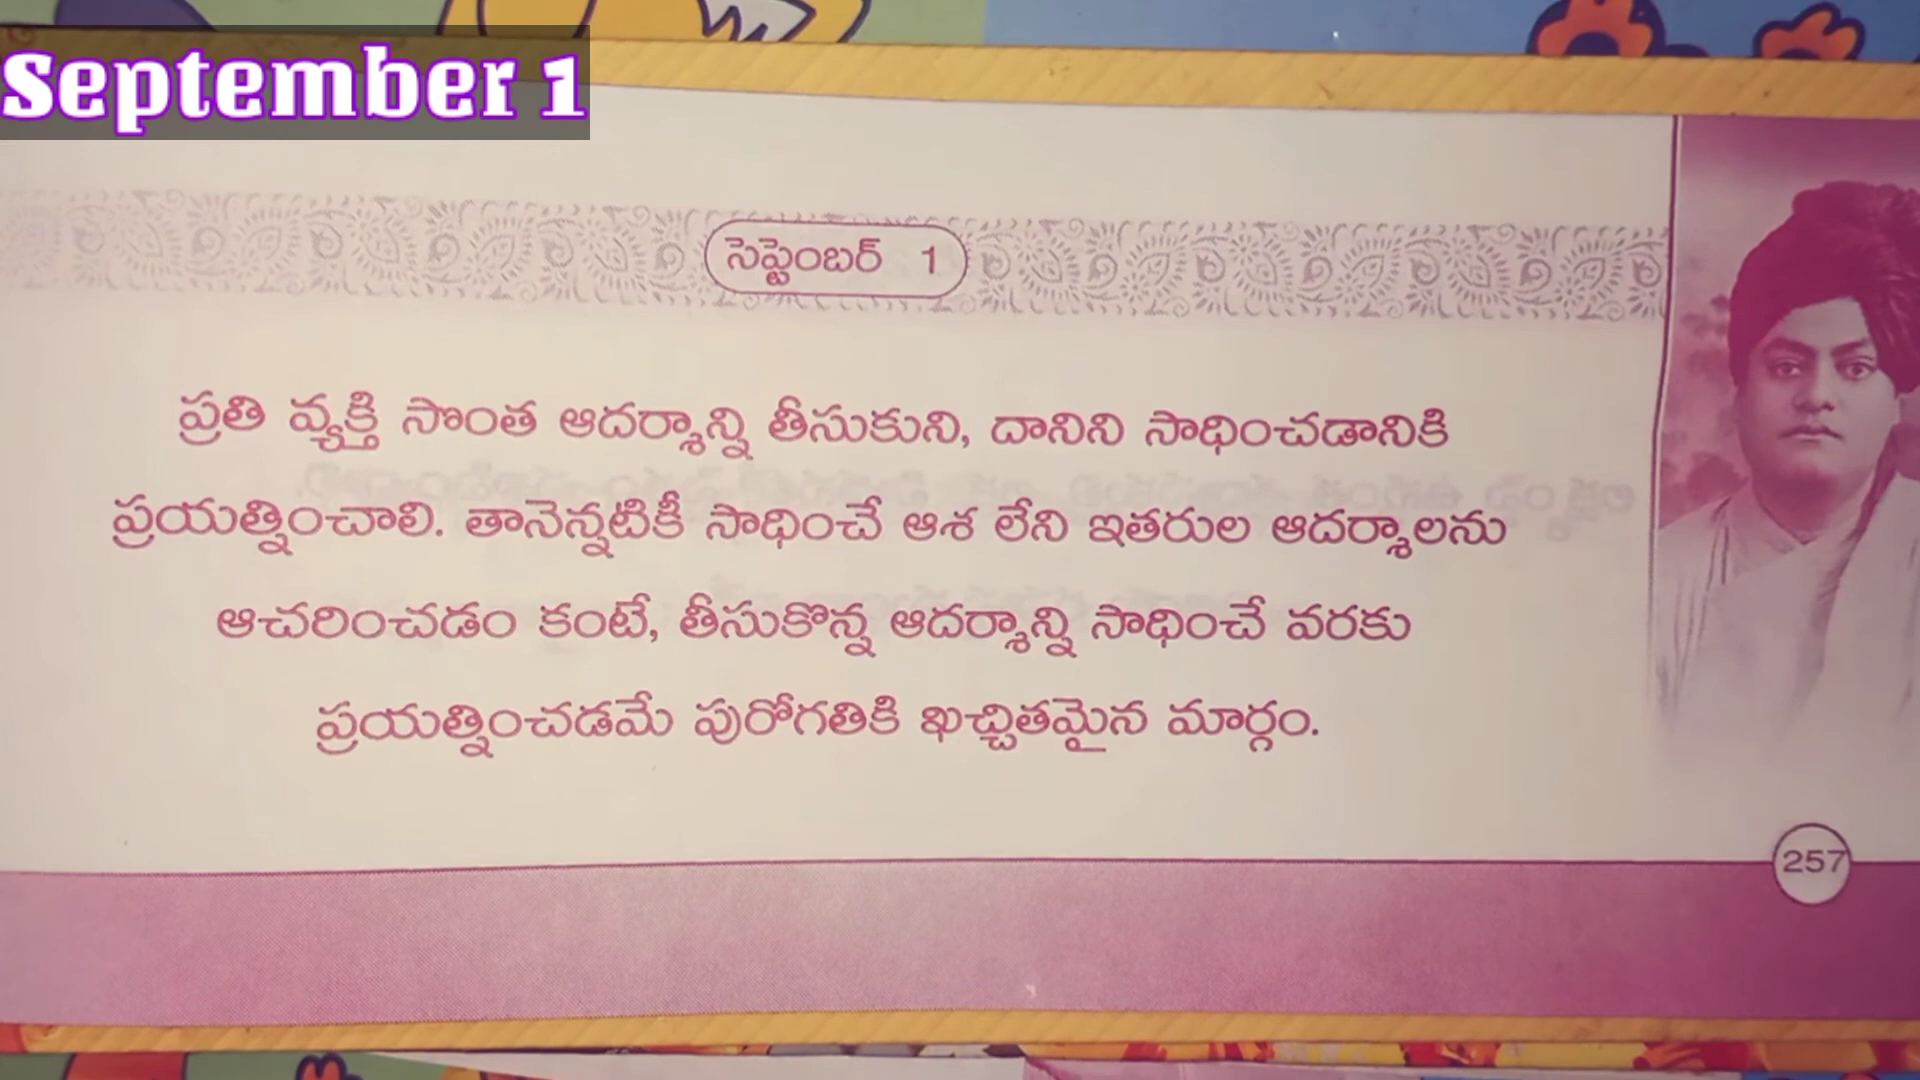 September 1
సెప్టెంబర్ 1
ప్రతి వ్యక్తి సొంత ఆదర్శాన్ని తీసుకుని, దానిని సాధించడానికి
ప్రయత్నించాలి. తానెన్నటికీ సాధించే ఆశ లేని ఇతరుల ఆదర్శాలను
ఆచరించడం కంటే, తీసుకొన్న ఆదర్శాన్ని సాధించే వరకు
ప్రయత్నించడమే పురోగతికి ఖచ్చితమైన మార్గం.
257